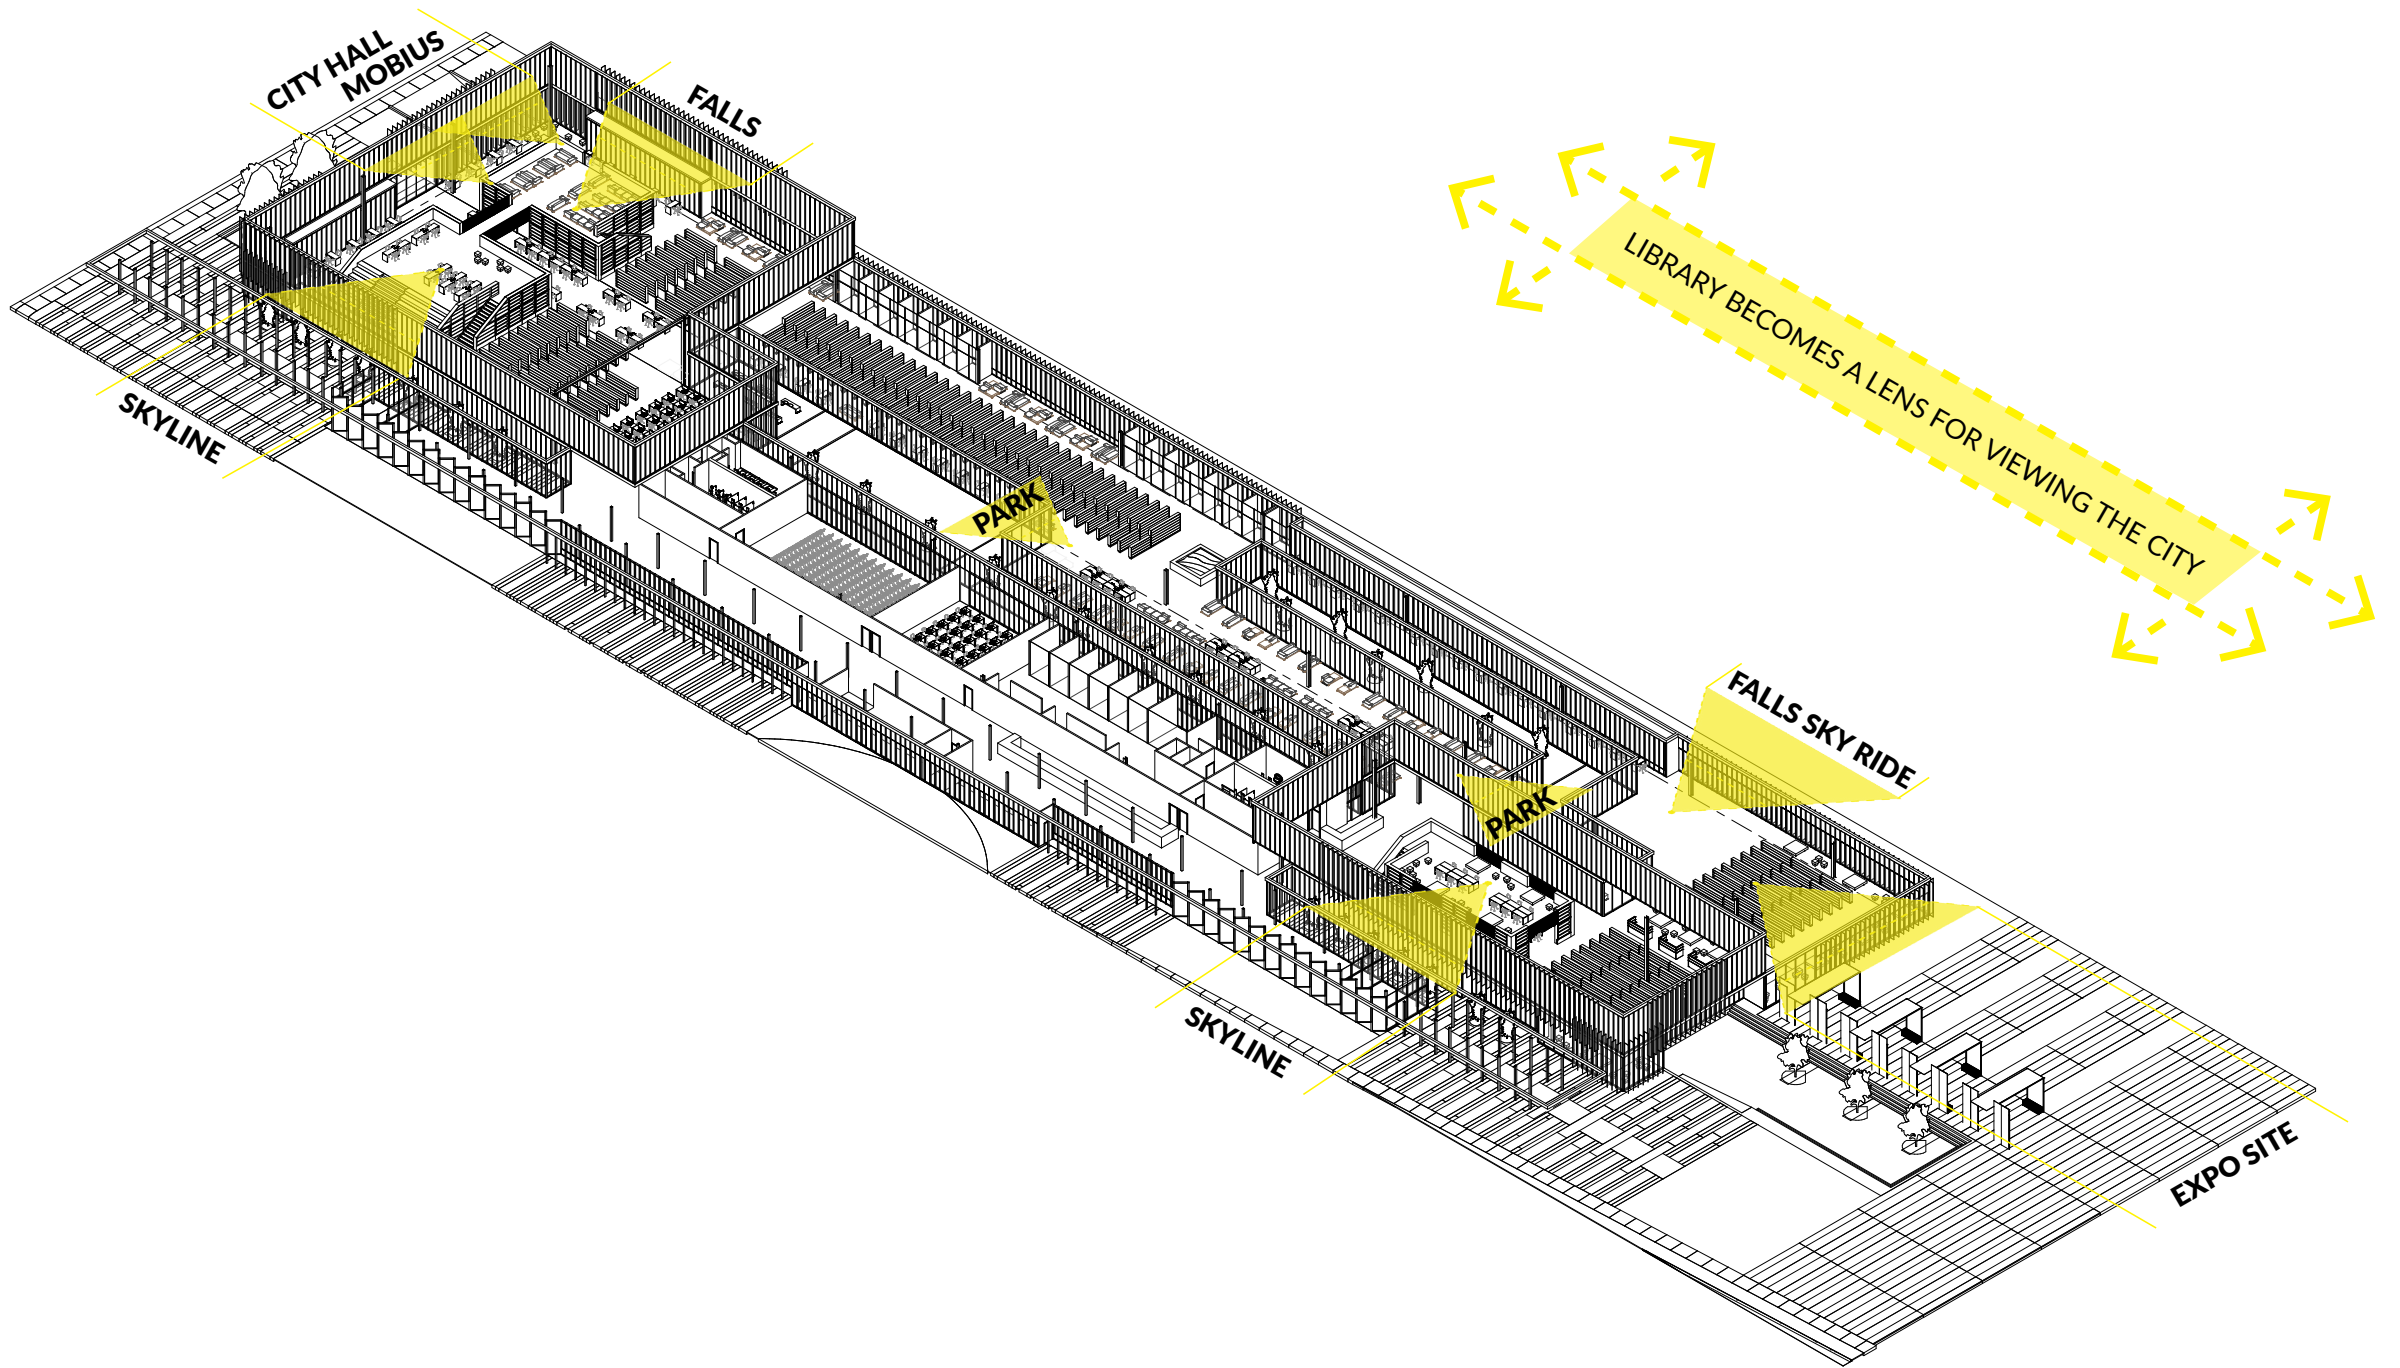 CITY HALL
MOBIUS
FALLS
SKYLINE
LIBRARY BECOMES A LENS FOR VIEWING THE CITY
PARK
FALLS SKY RIDE
PARK
SKYLINE
EXPO SITE